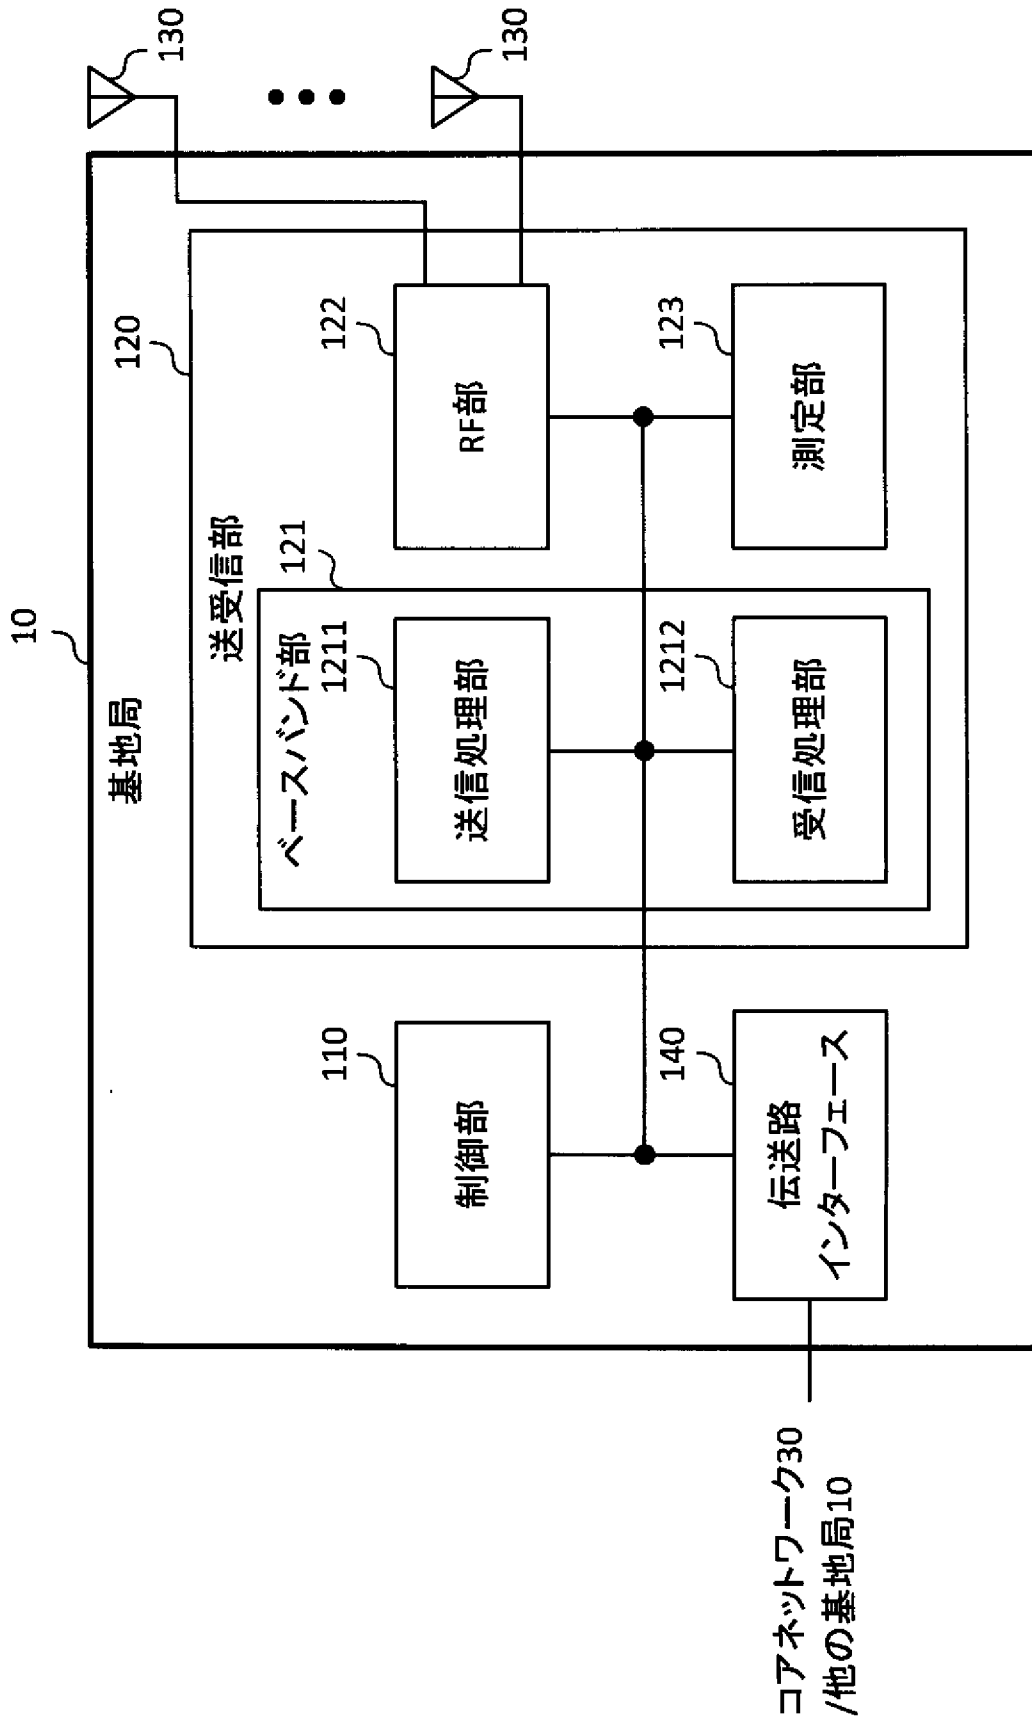 10
基地局
120
送受信部
130
130
121
ベースバンド部
122
RF部
1211
送信処理部
110
制御部
123
測定部
1212
受信処理部
140
伝送路
インターフェース
コアネットワーク30
/他の基地局10